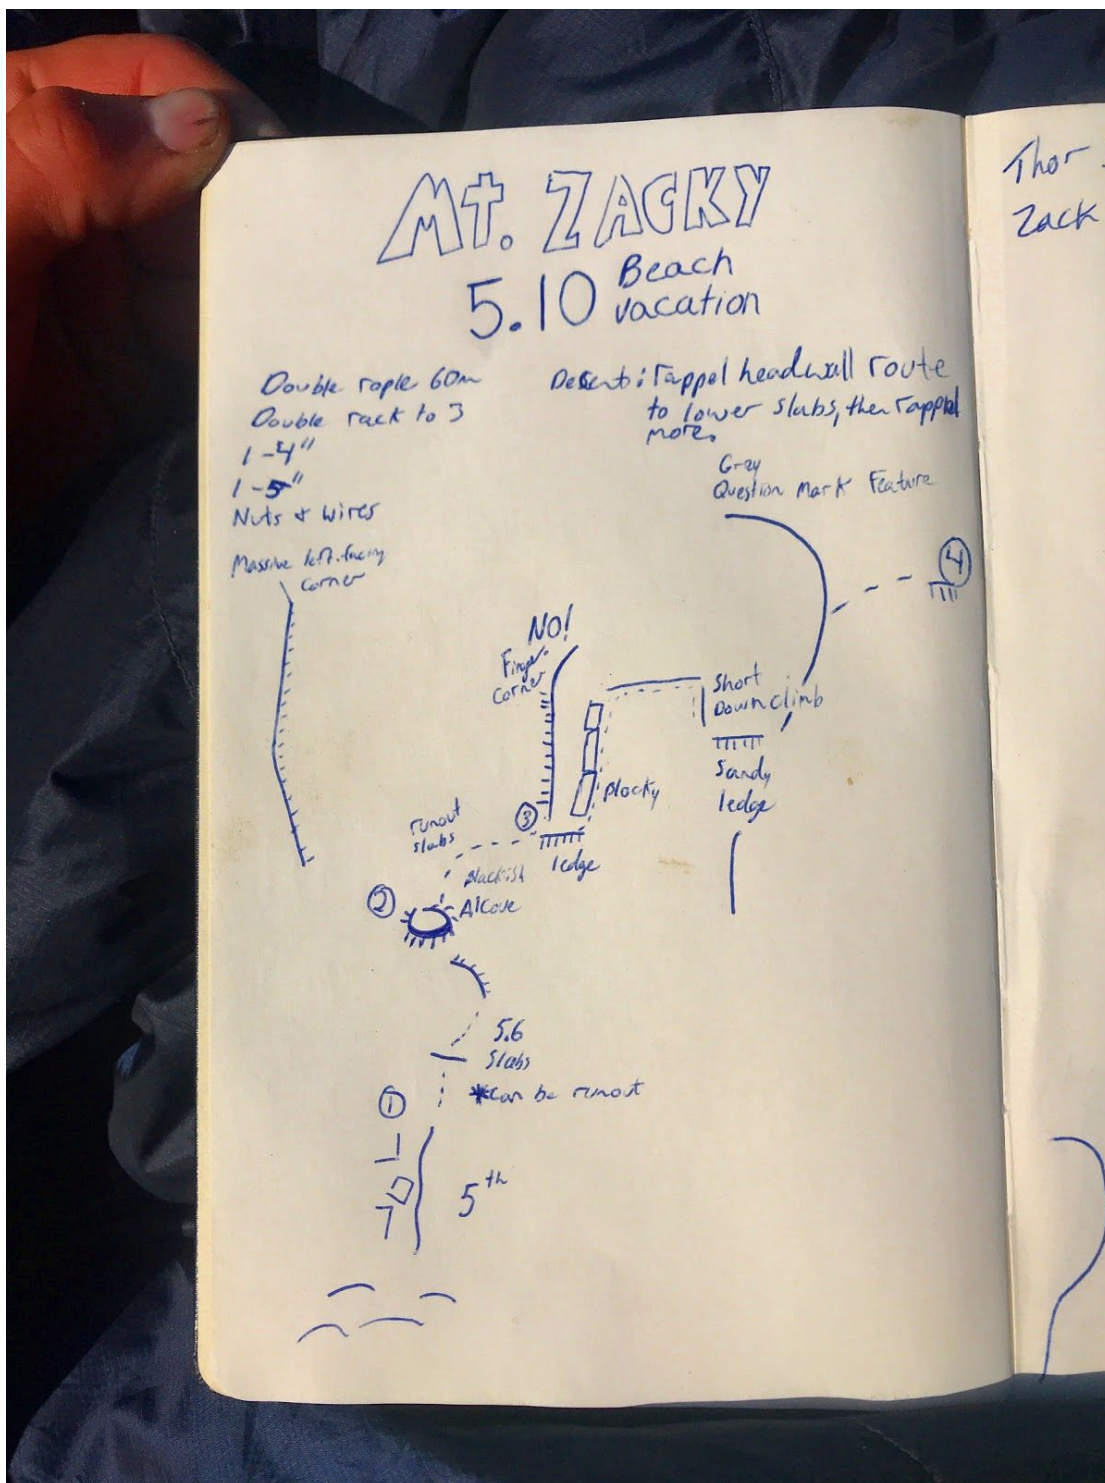 Mt. ZACKY
5.10 Beach
vacation
Double rople 60m
Double rack to 3
1-4"
1-5"
Nuts & wires
Descent: rappel headwall route
to lower slabs, then rappel
more.
Grey
Question Mark Feature
Massive left-facing
corner
4
NO!
Finger
corner
Short
Downclimb
Sandy
ledge
Blocky
3
runout
slabs
ledge
Blackish
Alcove
2
5.6
Slabs
*can be runout
1
5th
Thor
Zack